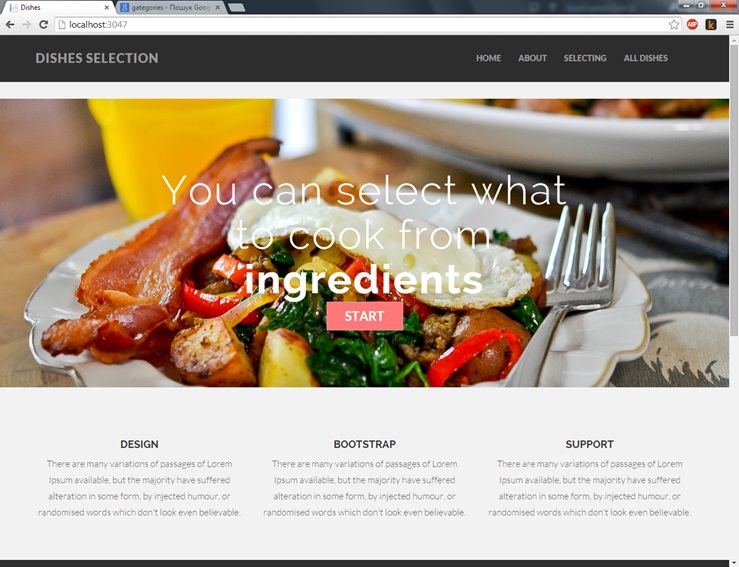 Dishes
gategories - Пошук Goog
localhost:3047
ABP
k
DISHES SELECTION
HOME ABOUT SELECTING ALL DISHES
You can select what
to cook from
ingredients
START
DESIGN
There are many variations of passages of Lorem
Ipsum available, but the majority have suffered
alteration in some form, by injected humour, or
randomised words which don't look even believable.
BOOTSTRAP
There are many variations of passages of Lorem
Ipsum available, but the majority have suffered
alteration in some form, by injected humour, or
randomised words which don't look even believable.
SUPPORT
There are many variations of passages of Lorem
Ipsum available, but the majority have suffered
alteration in some form, by injected humour, or
randomised words which don't look even believable.